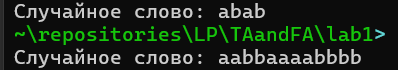 Случайное слово: abab
~\repositories\LP\TAandFA\lab1>
Случайное слово: aabbaaaabbbb